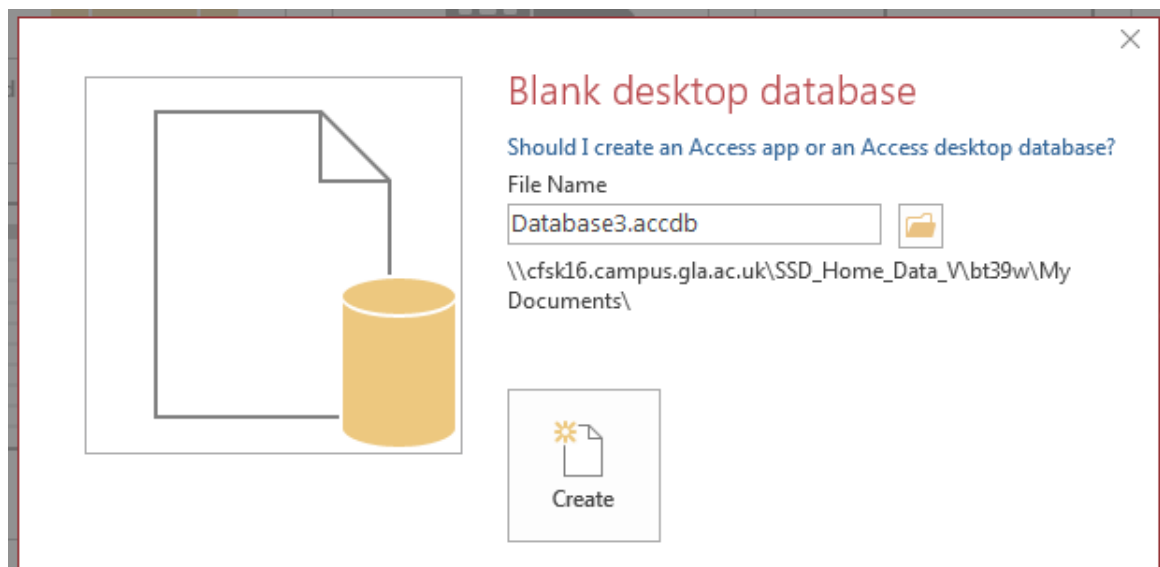 Blank desktop database
Should I create an Access app or an Access desktop database?
File Name
Database3.accdb
\\cfsk16.campus.gla.ac.uk\SSD_Home_Data_V\bt39w\My
Documents\
Create